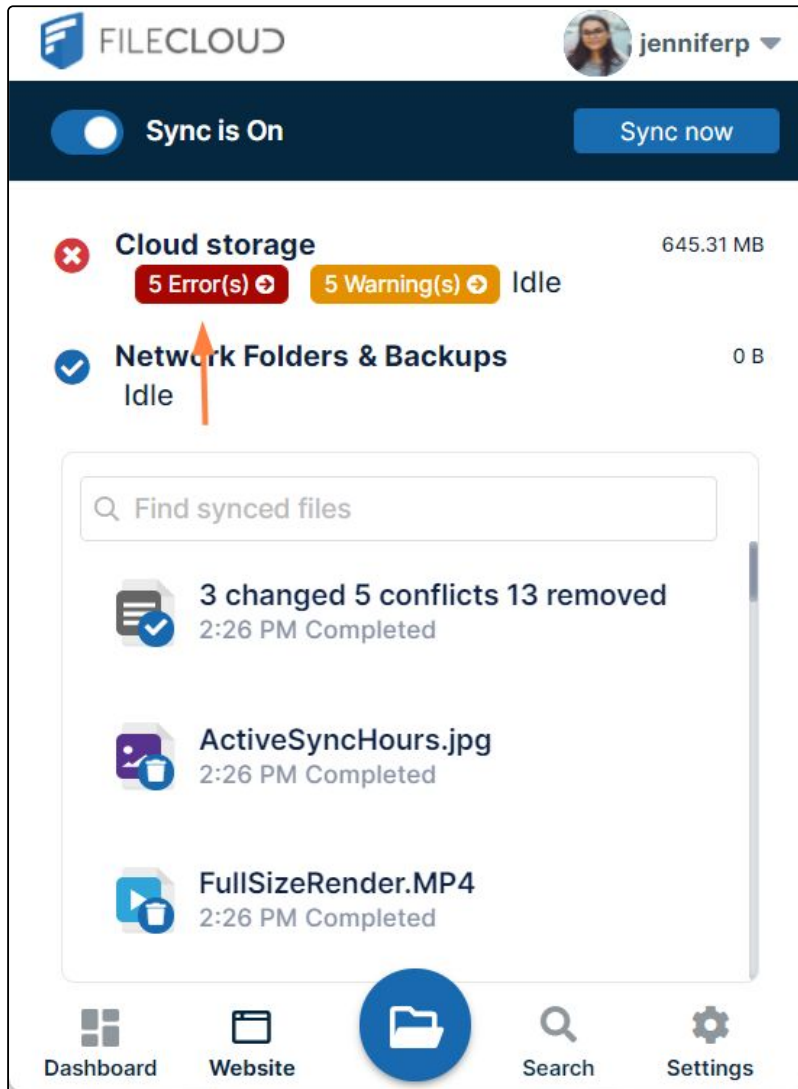 FILECLOUD
jenniferp
Sync is On
Sync now
Cloud storage
645.31 MB
5 Error(s)
5 Warning(s)
Idle
Network Folders & Backups
0 B
Idle
Find synced files
3 changed 5 conflicts 13 removed
2:26 PM Completed
ActiveSyncHours.jpg
2:26 PM Completed
FullSizeRender.MP4
2:26 PM Completed
Dashboard
Website
Search
Settings